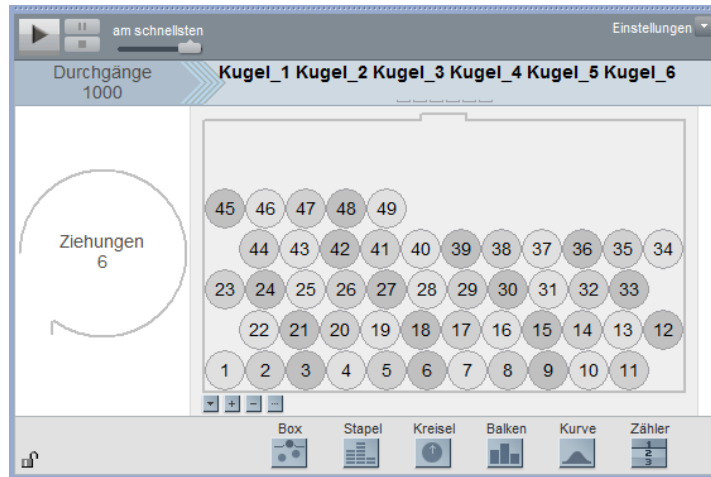 am schnellsten
Einstellungen
Durchgänge
1000
Kugel_1 Kugel_2 Kugel_3 Kugel_4 Kugel_5 Kugel_6
Ziehungen
6
45 46 47 48 49
44 43 42 41 40 39 38 37 36 35 34
23 24 25 26 27 28 29 30 31 32 33
22 21 20 19 18 17 16 15 14 13 12
1 2 3 4 5 6 7 8 9 10 11
Box Stapel Kreisel Balken Kurve Zähler
1
2
3